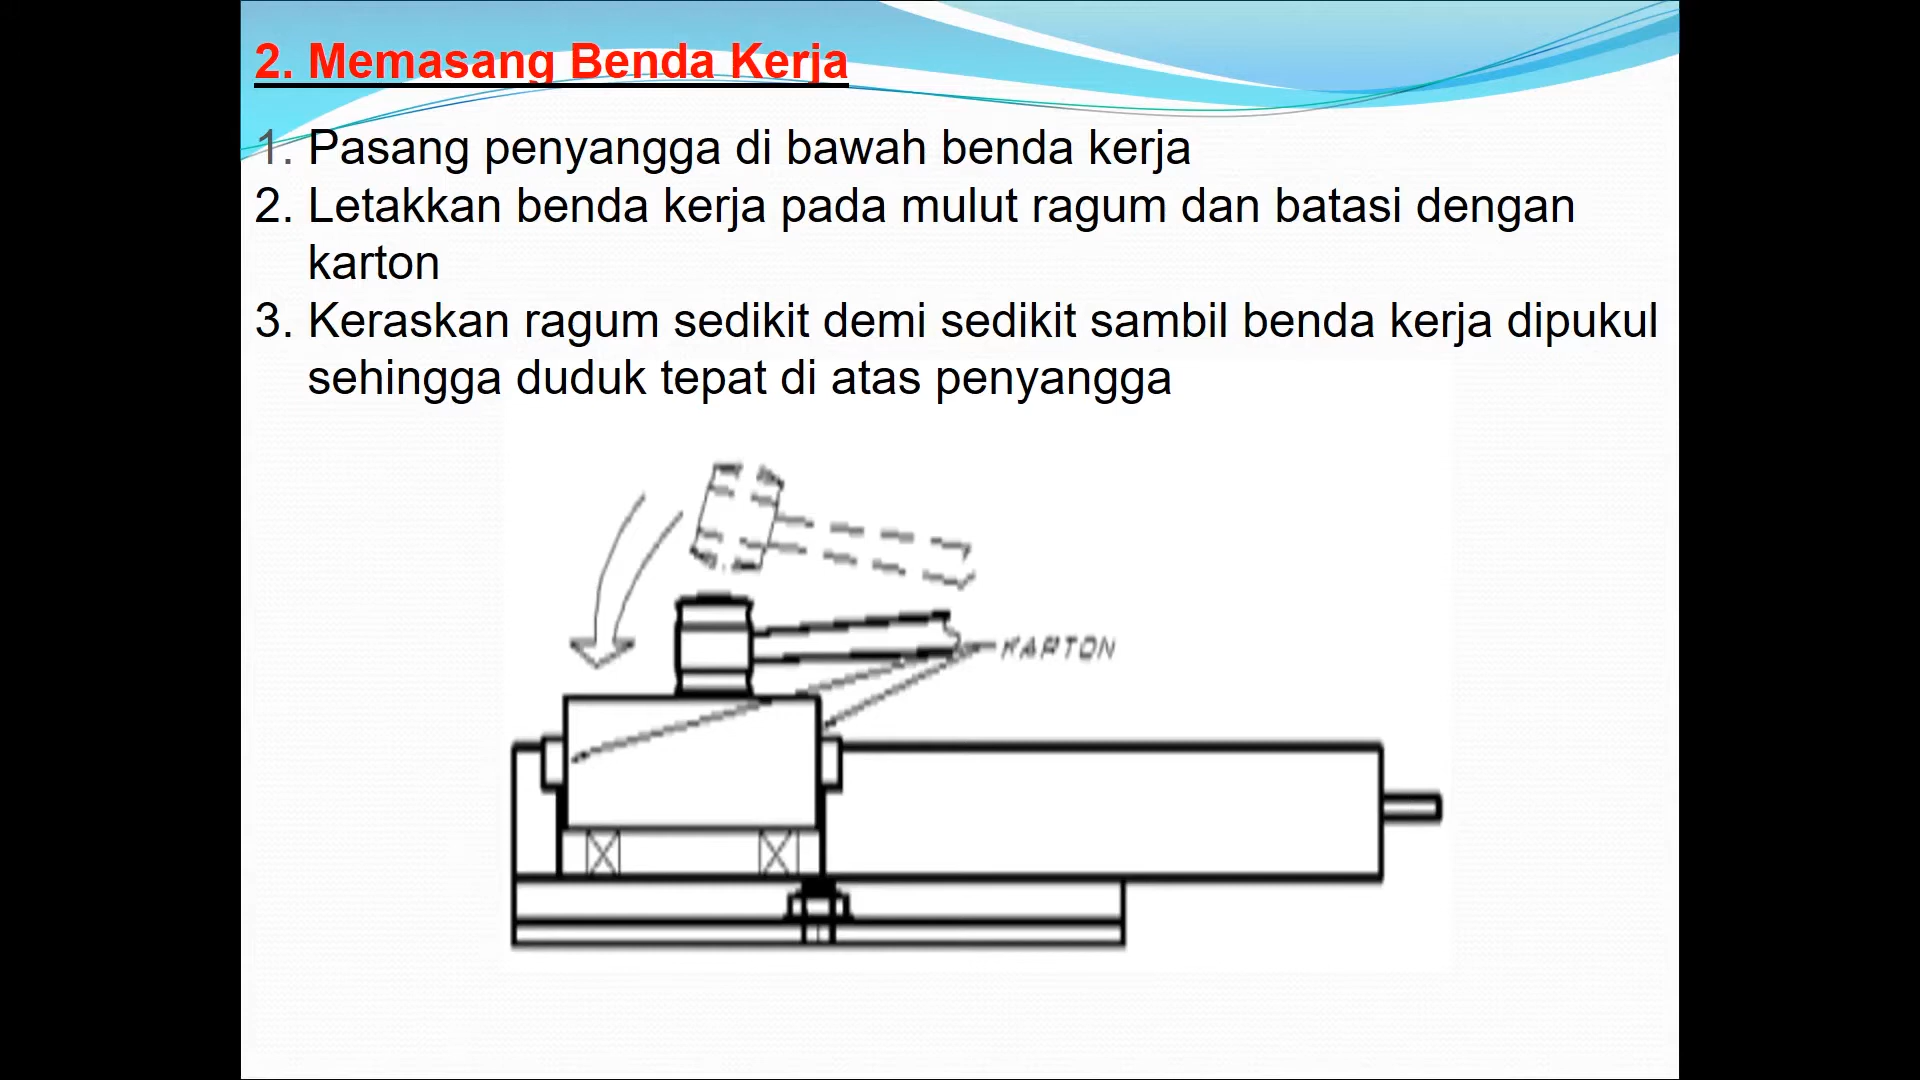 2. Memasang Benda Kerja
1. Pasang penyangga di bawah benda kerja
2. Letakkan benda kerja pada mulut ragum dan batasi dengan
karton
3. Keraskan ragum sedikit demi sedikit sambil benda kerja dipukul
sehingga duduk tepat di atas penyangga
KARTON